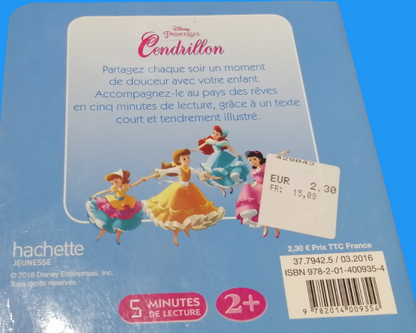 Disney
PRINCESSES
Cendrillon
Partagez chaque soir un moment
de douceur avec votre enfant.
Accompagnez-le au pays des rêves
en cinq minutes de lecture, grâce à un texte
court et tendrement illustré.
EUR 2.30
FR: 15,09
hachette
JEUNESSE
© 2016 Disney Enterprises, Inc.
Tous droits réservés.
5 MINUTES
DE LECTURE
2+
2,30 € Prix TTC France
37.7942.5 / 03.2016
ISBN 978-2-01-400935-4
9 782014 009354